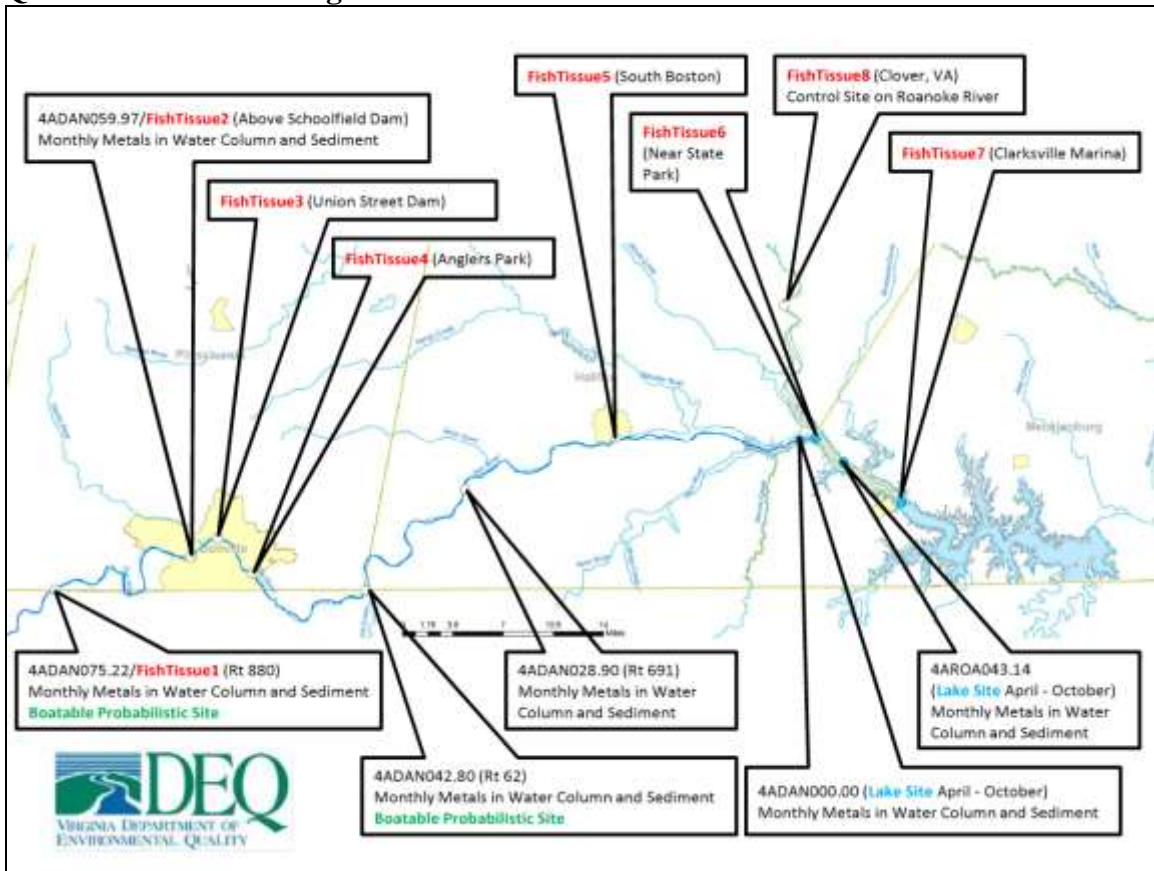 4ADAN059.97/FishTissue2 (Above Schoolfield Dam)
Monthly Metals in Water Column and Sediment
FishTissue3 (Union Street Dam)
FishTissue4 (Anglers Park)
FishTissue5 (South Boston)
FishTissue6
(Near State
Park)
FishTissue8 (Clover, VA)
Control Site on Roanoke River
FishTissue7 (Clarksville Marina)
Halifax
Mecklenburg
4ADAN075.22/FishTissue1 (Rt 880)
Monthly Metals in Water Column and Sediment
Boatable Probabilistic Site
4ADAN042.80 (Rt 62)
Monthly Metals in Water Column and Sediment
Boatable Probabilistic Site
4ADAN028.90 (Rt 691)
Monthly Metals in Water
Column and Sediment
4ADAN000.00 (Lake Site April - October)
Monthly Metals in Water Column and Sediment
4AROA043.14
(Lake Site April - October)
Monthly Metals in Water
Column and Sediment
Miles
DEQ
VIRGINIA DEPARTMENT OF
ENVIRONMENTAL QUALITY